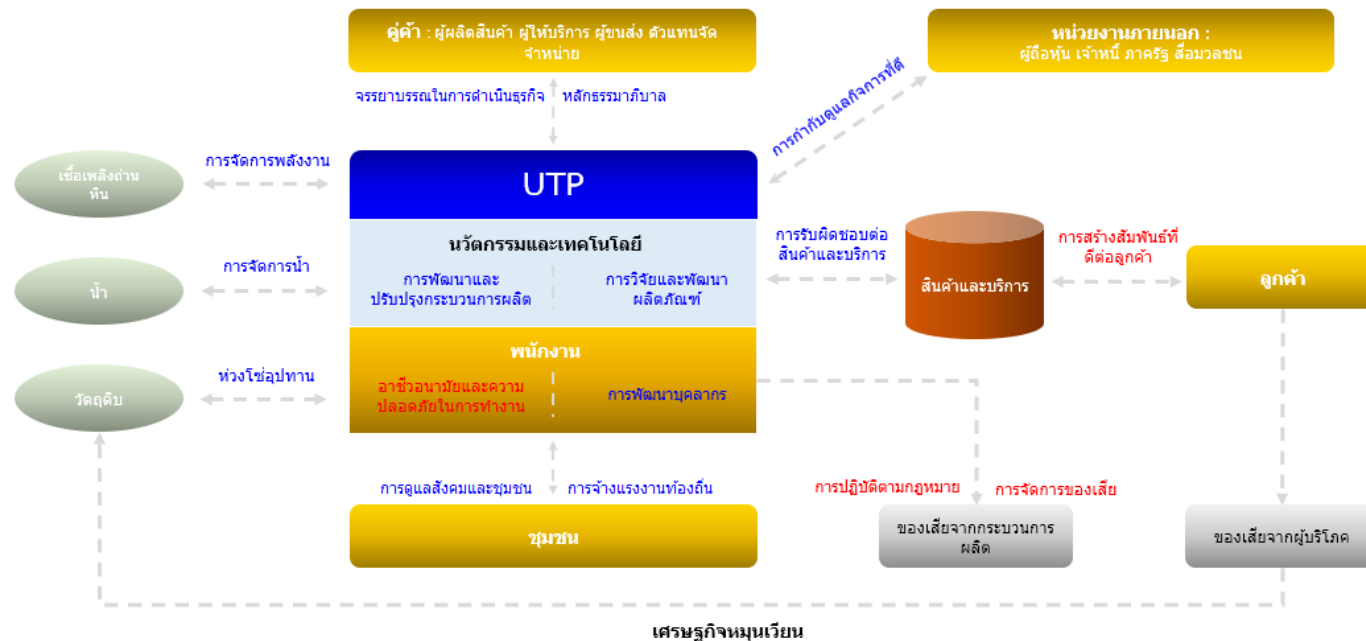 คู่ค้า : ผู้ผลิตสินค้า ผู้ให้บริการ ผู้ขนส่ง ตัวแทนจัด
จำหน่าย
หน่วยงานภายนอก :
ผู้ถือหุ้น เจ้าหนี้ ภาครัฐ สื่อมวลชน
จรรยาบรรณในการดำเนินธุรกิจ
หลักธรรมาภิบาล
การกำกับดูแลกิจการที่ดี
เชื้อเพลิงถ่าน
หิน
การจัดการพลังงาน
UTP
นวัตกรรมและเทคโนโลยี
การพัฒนาและ
ปรับปรุงกระบวนการผลิต
การวิจัยและพัฒนา
ผลิตภัณฑ์
น้ำ
การจัดการน้ำ
การรับผิดชอบต่อ
สินค้าและบริการ
สินค้าและบริการ
การสร้างสัมพันธ์ที่
ดีต่อลูกค้า
ลูกค้า
พนักงาน
อาชีวอนามัยและความ
ปลอดภัยในการทำงาน
การพัฒนาบุคลากร
วัตถุดิบ
ห่วงโซ่อุปทาน
การดูแลสังคมและชุมชน
การจ้างแรงงานท้องถิ่น
การปฏิบัติตามกฎหมาย
การจัดการของเสีย
ชุมชน
ของเสียจากกระบวนการ
ผลิต
ของเสียจากผู้บริโภค
เศรษฐกิจหมุนเวียน